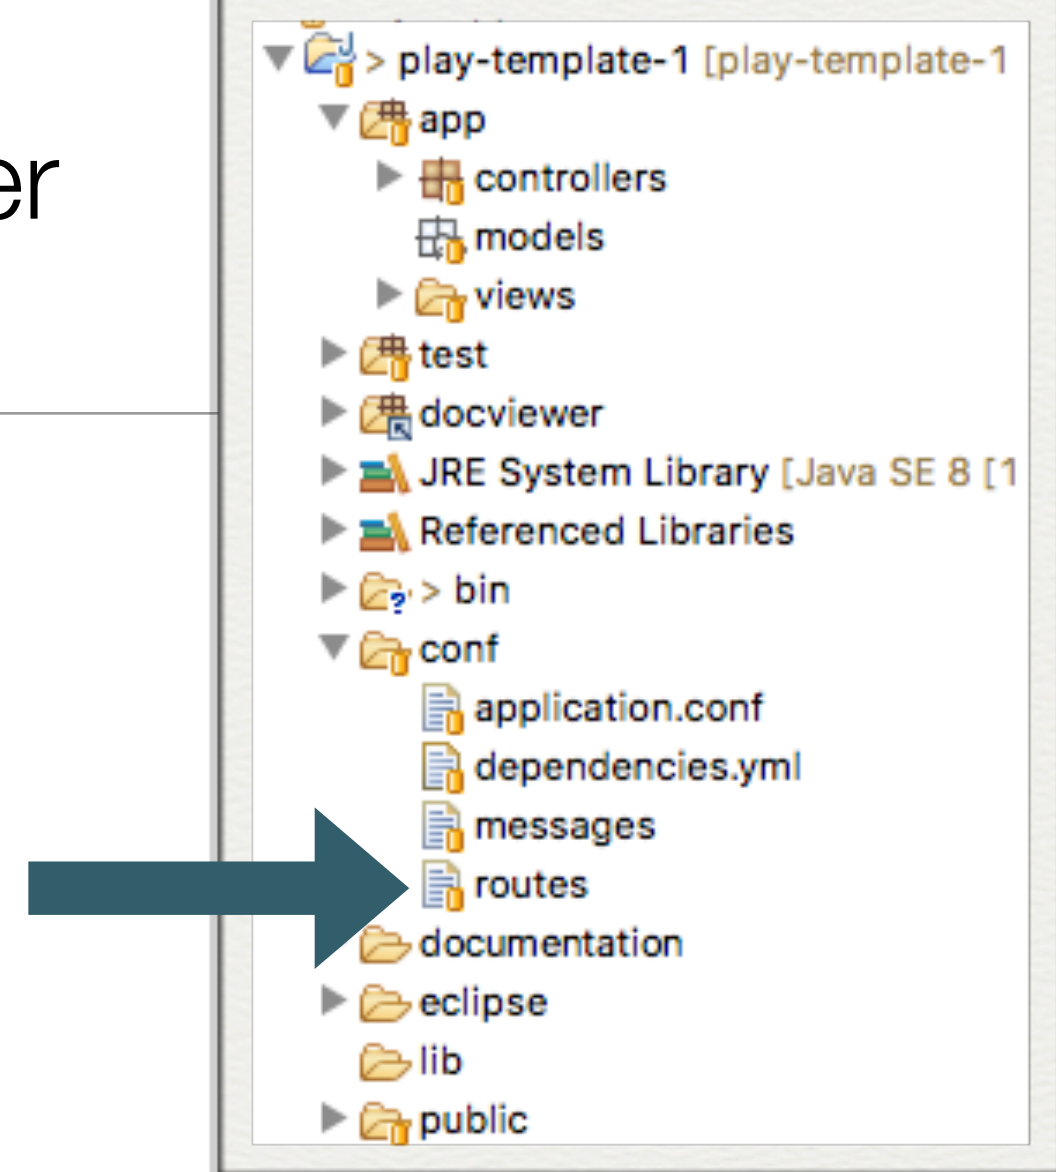 er
> play-template-1 [play-template-1
app
controllers
models
views
test
docviewer
JRE System Library [Java SE 8 [1
Referenced Libraries
> bin
conf
application.conf
dependencies.yml
messages
routes
documentation
eclipse
lib
public